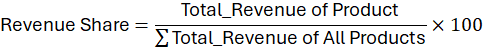 Revenue Share = Total_Revenue of Product / ∑ Total_Revenue of All Products × 100